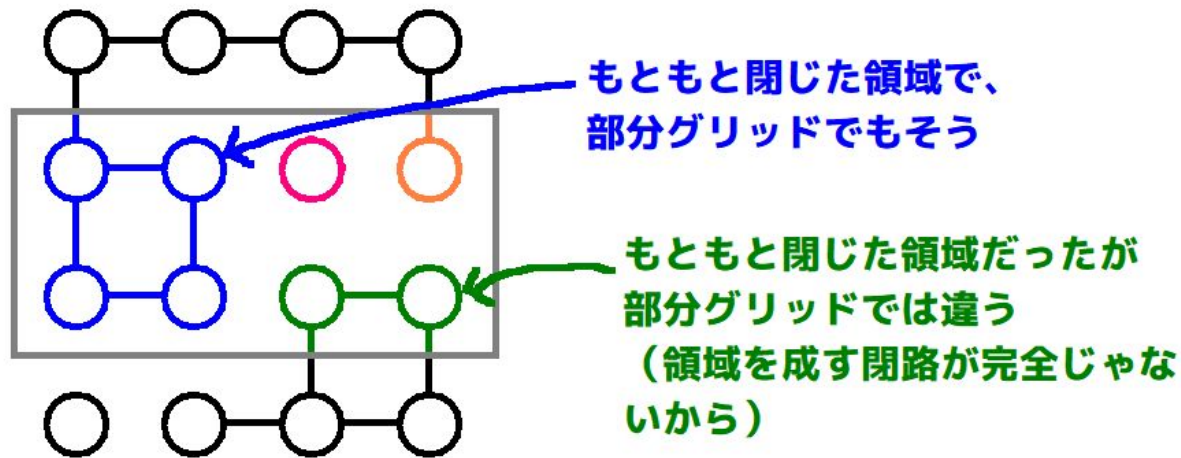 もともと閉じた領域で、
部分グリッドでもそう
もともと閉じた領域だったが
部分グリッドでは違う
（領域を成す閉路が完全じゃな
いから）